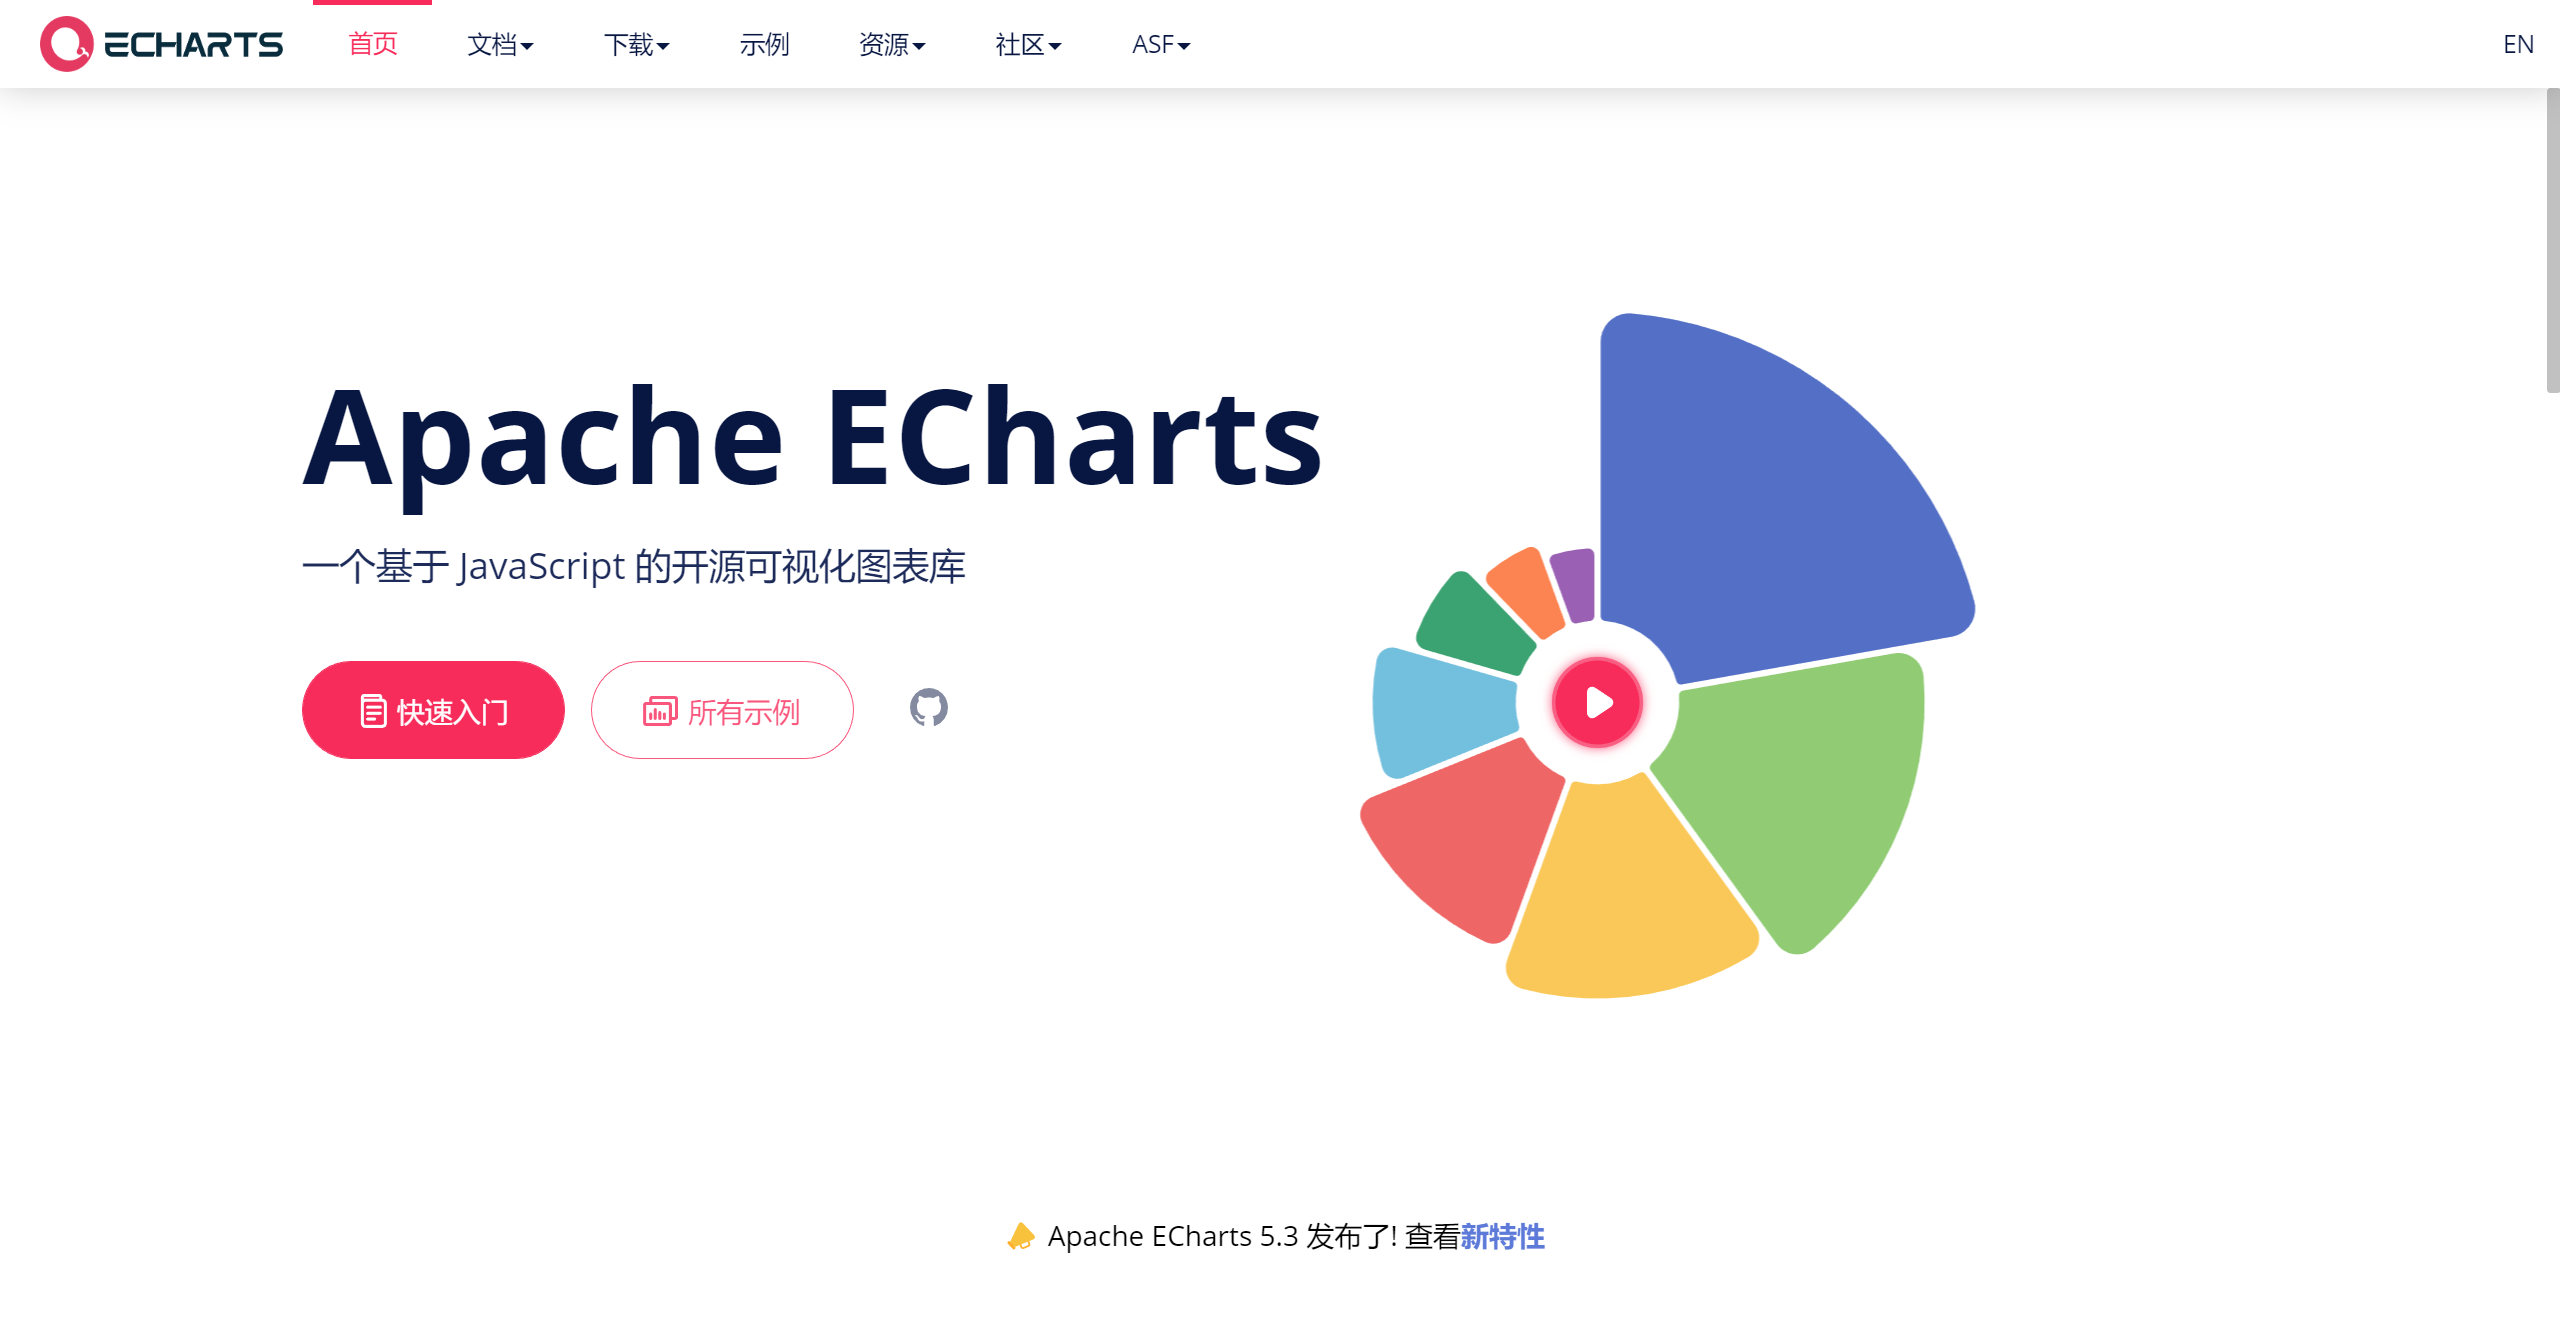 ECHARTS 首页 文档 下载 示例 资源 社区 ASF EN
Apache ECharts
一个基于 JavaScript 的开源可视化图表库
快速入门 所有示例
Apache ECharts 5.3 发布了! 查看新特性